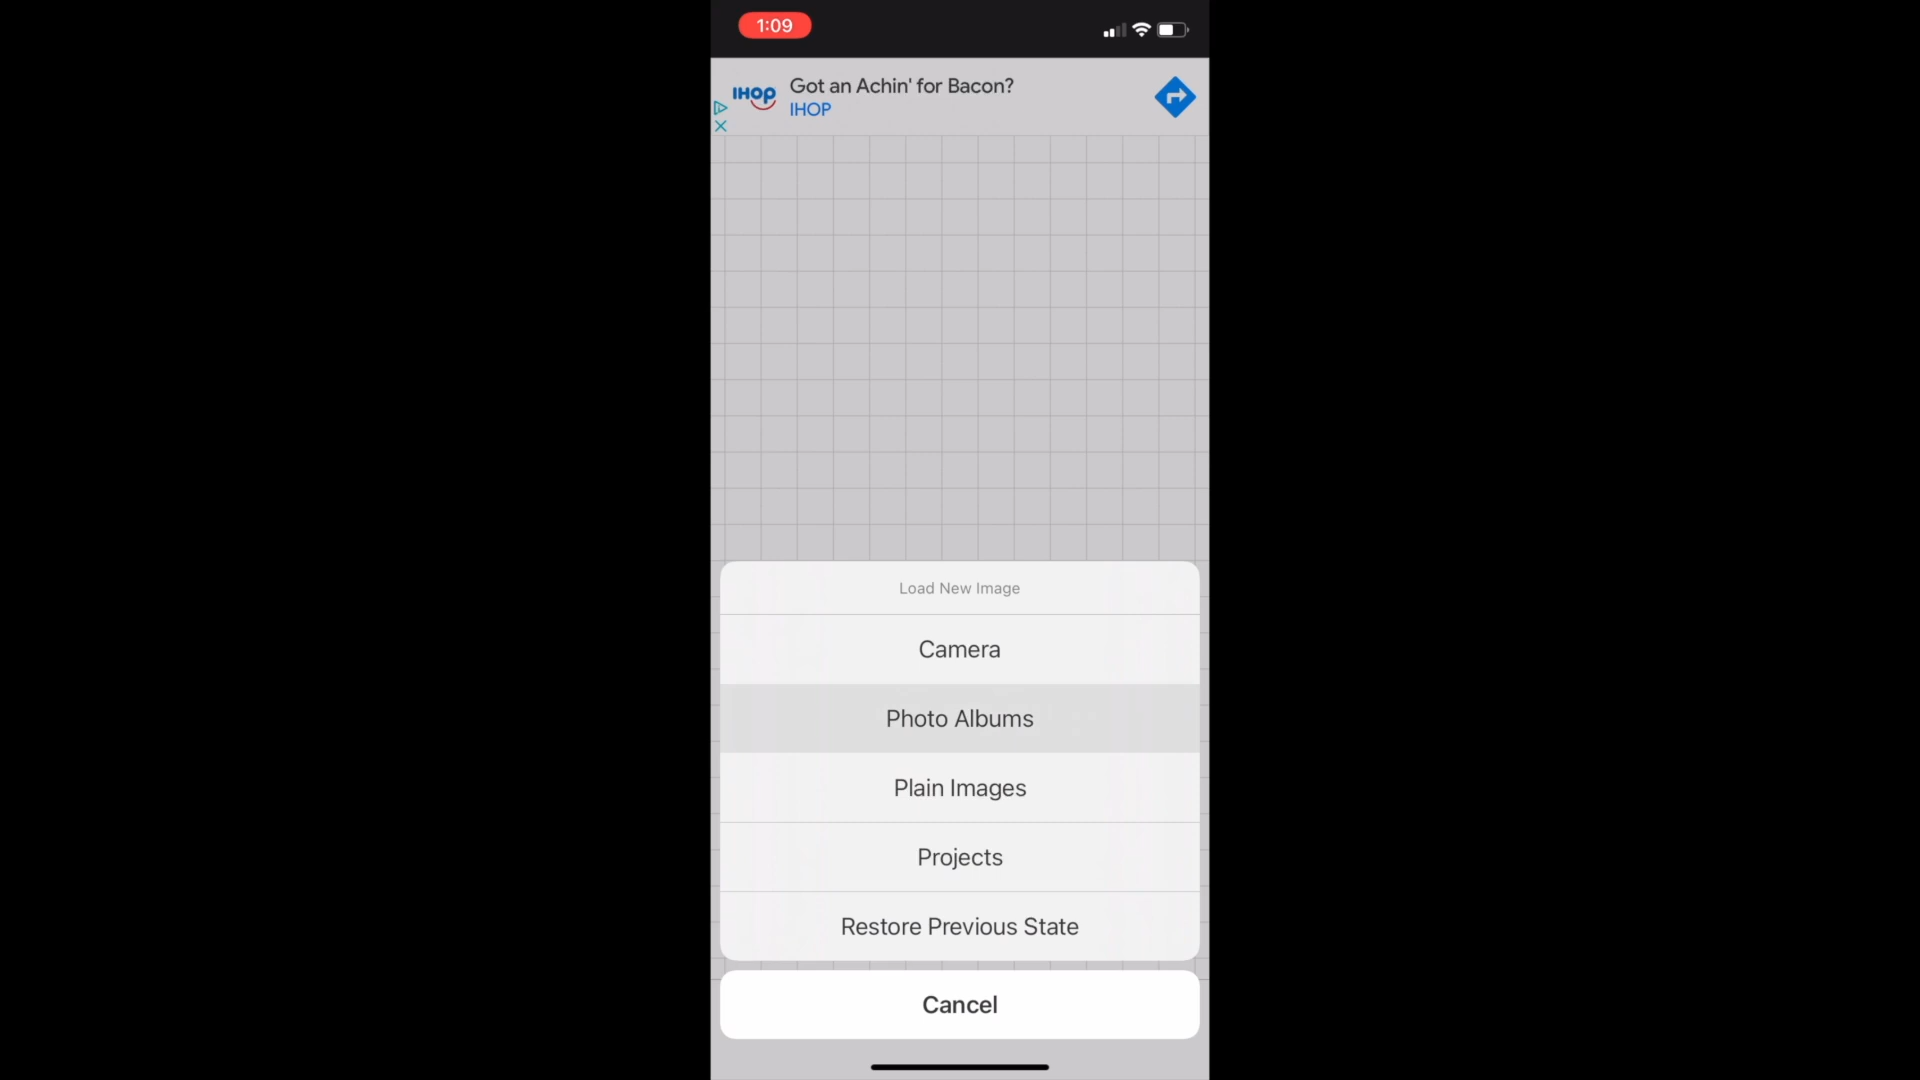 1:09
Got an Achin' for Bacon?
IHOP
IHOP
Load New Image
Camera
Photo Albums
Plain Images
Projects
Restore Previous State
Cancel